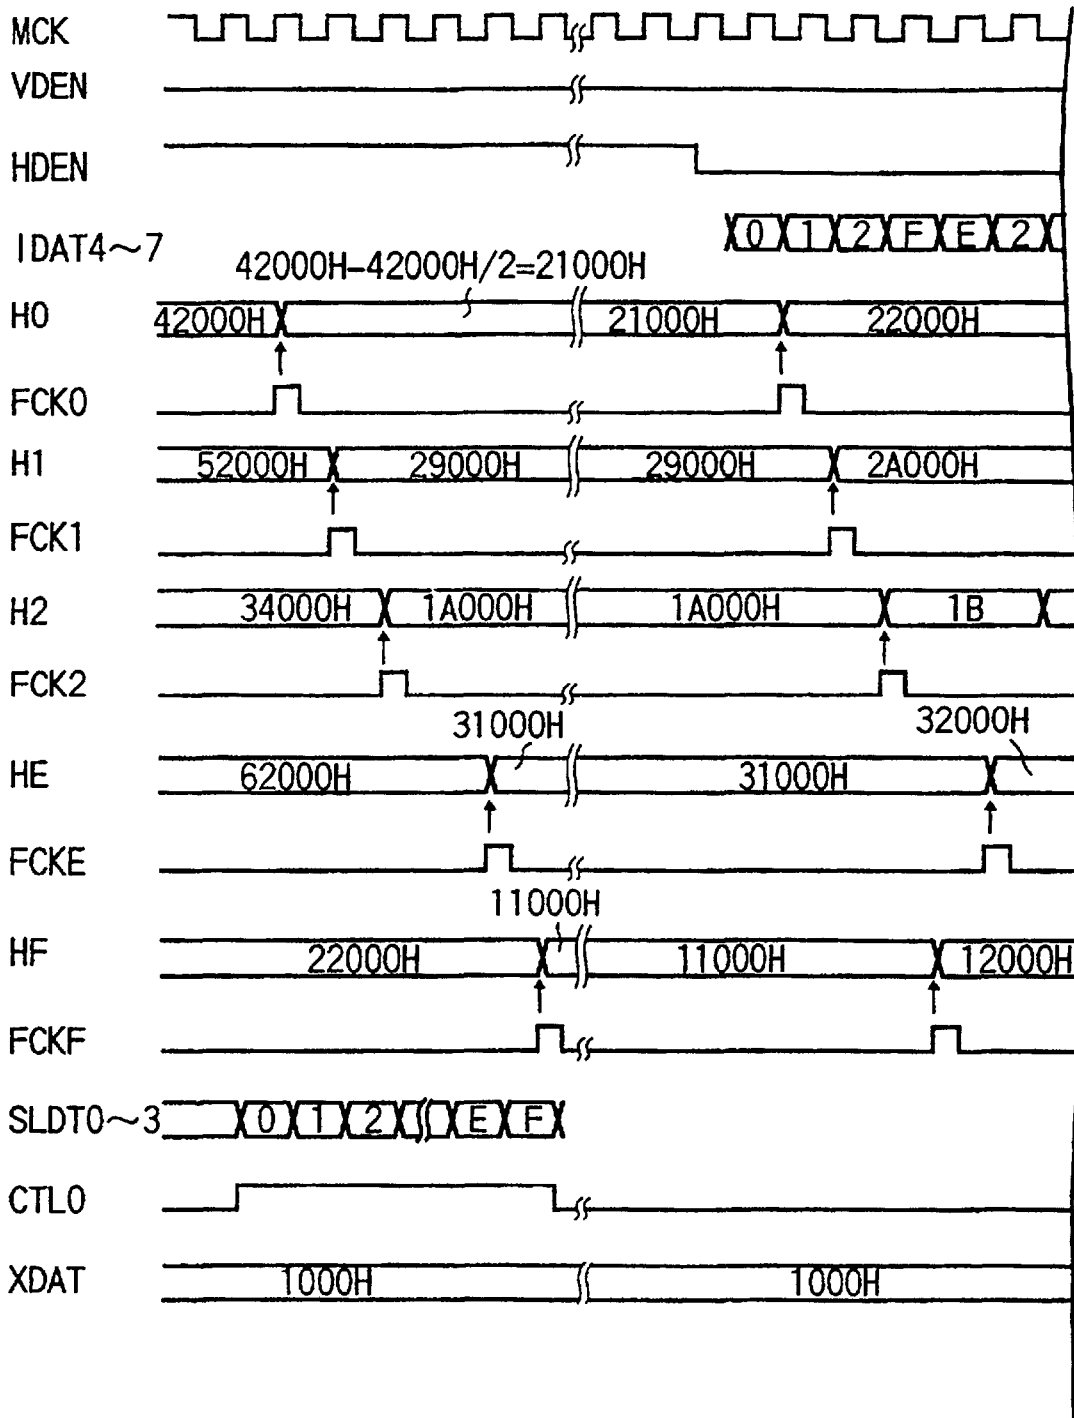 MCK
VDEN
HDEN
IDAT4~7 0 1 2 F E 2
42000H-42000H/2=21000H
H0 42000H 21000H 22000H
FCK0
H1 52000H 29000H 29000H 2A000H
FCK1
H2 34000H 1A000H 1A000H 1B
FCK2
31000H 32000H
HE 62000H 31000H
FCKE
11000H
HF 22000H 11000H 12000H
FCKF
SLDT0~3 0 1 2 E F
CTL0
XDAT 1000H 1000H